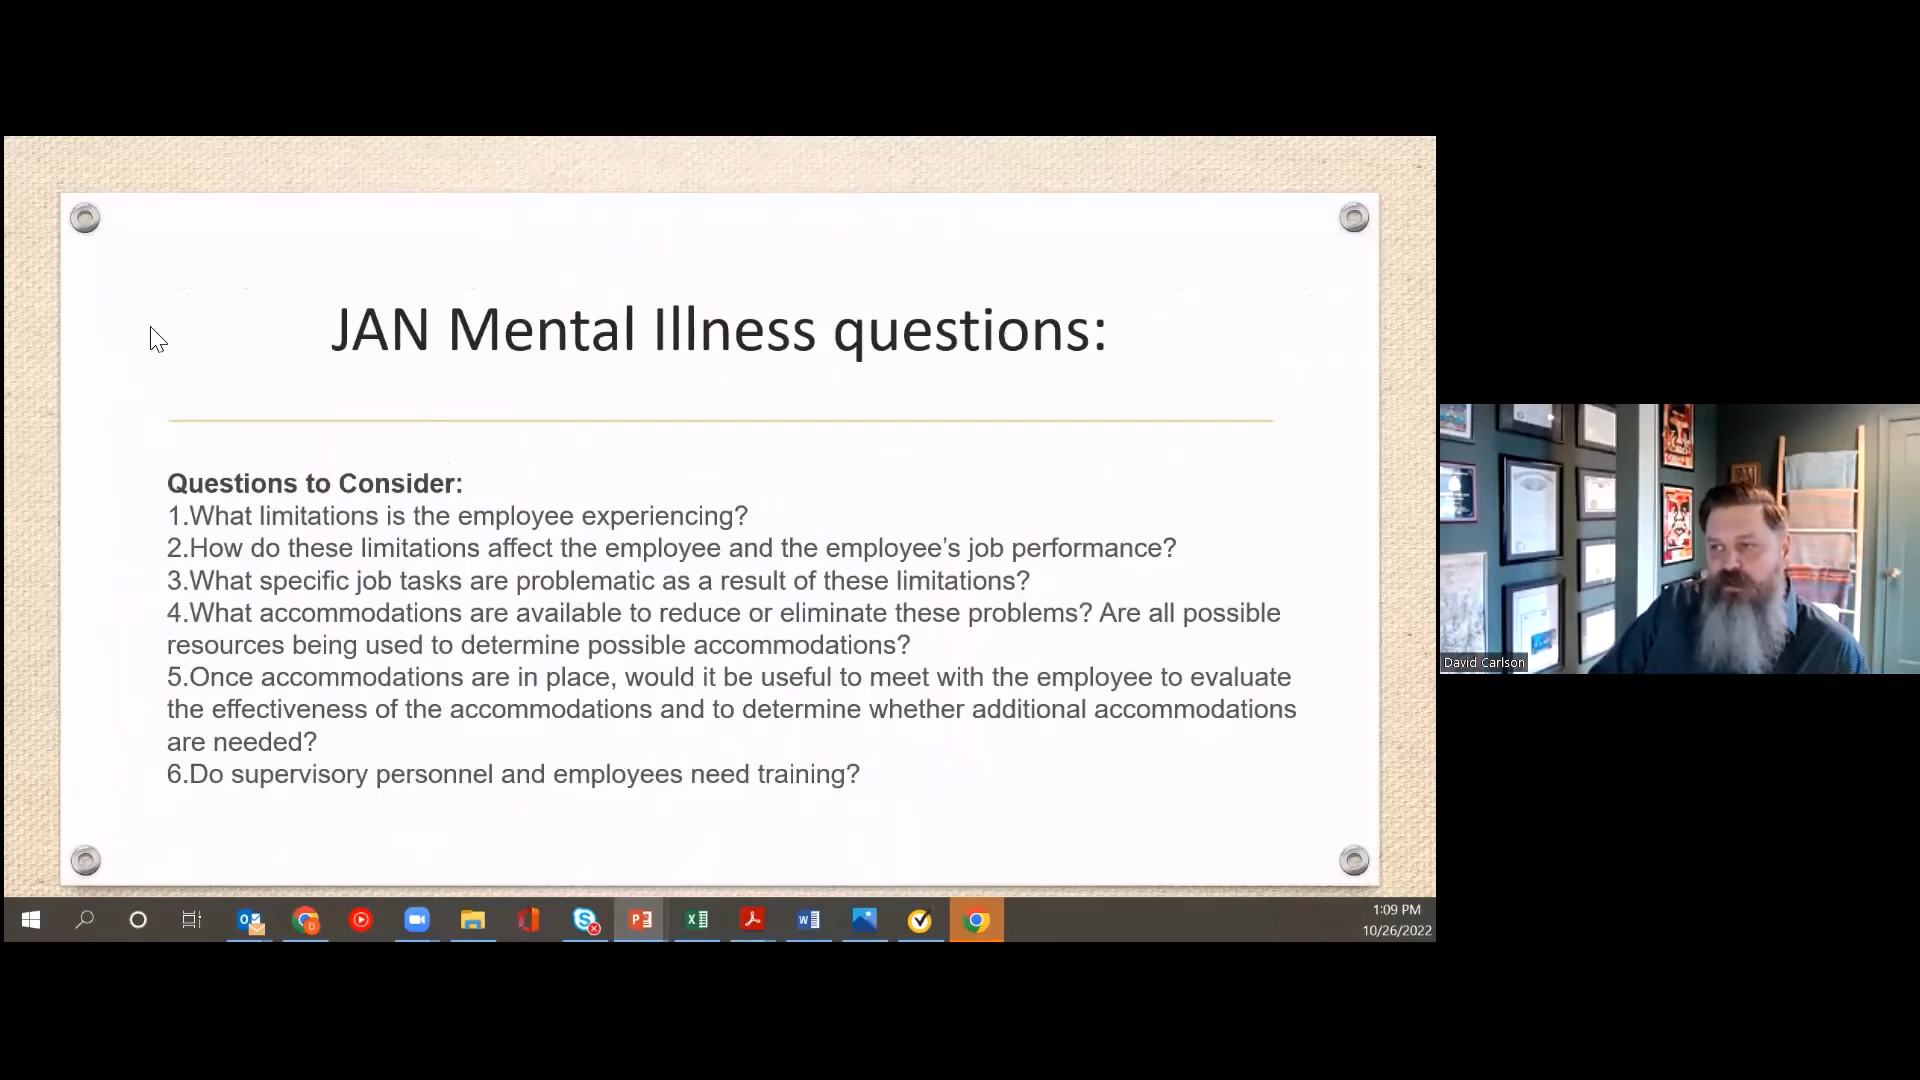 JAN Mental Illness questions:
Questions to Consider:
1.What limitations is the employee experiencing?
2.How do these limitations affect the employee and the employee’s job performance?
3.What specific job tasks are problematic as a result of these limitations?
4.What accommodations are available to reduce or eliminate these problems? Are all possible
resources being used to determine possible accommodations?
5.Once accommodations are in place, would it be useful to meet with the employee to evaluate
the effectiveness of the accommodations and to determine whether additional accommodations
are needed?
6.Do supervisory personnel and employees need training?
David Carlson
1:09 PM
10/26/2022